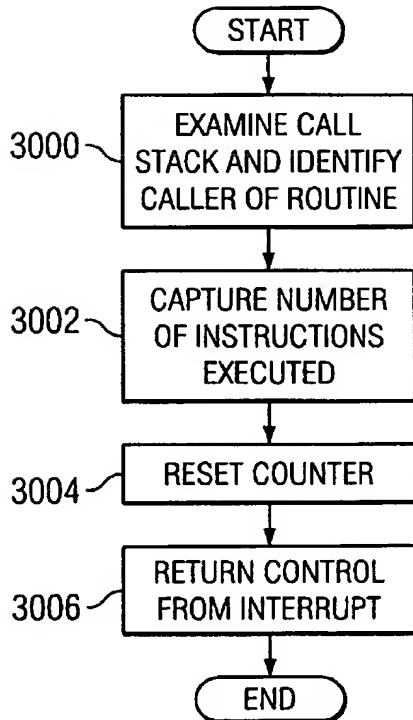 START
3000
EXAMINE CALL
STACK AND IDENTIFY
CALLER OF ROUTINE
3002
CAPTURE NUMBER
OF INSTRUCTIONS
EXECUTED
3004
RESET COUNTER
3006
RETURN CONTROL
FROM INTERRUPT
END